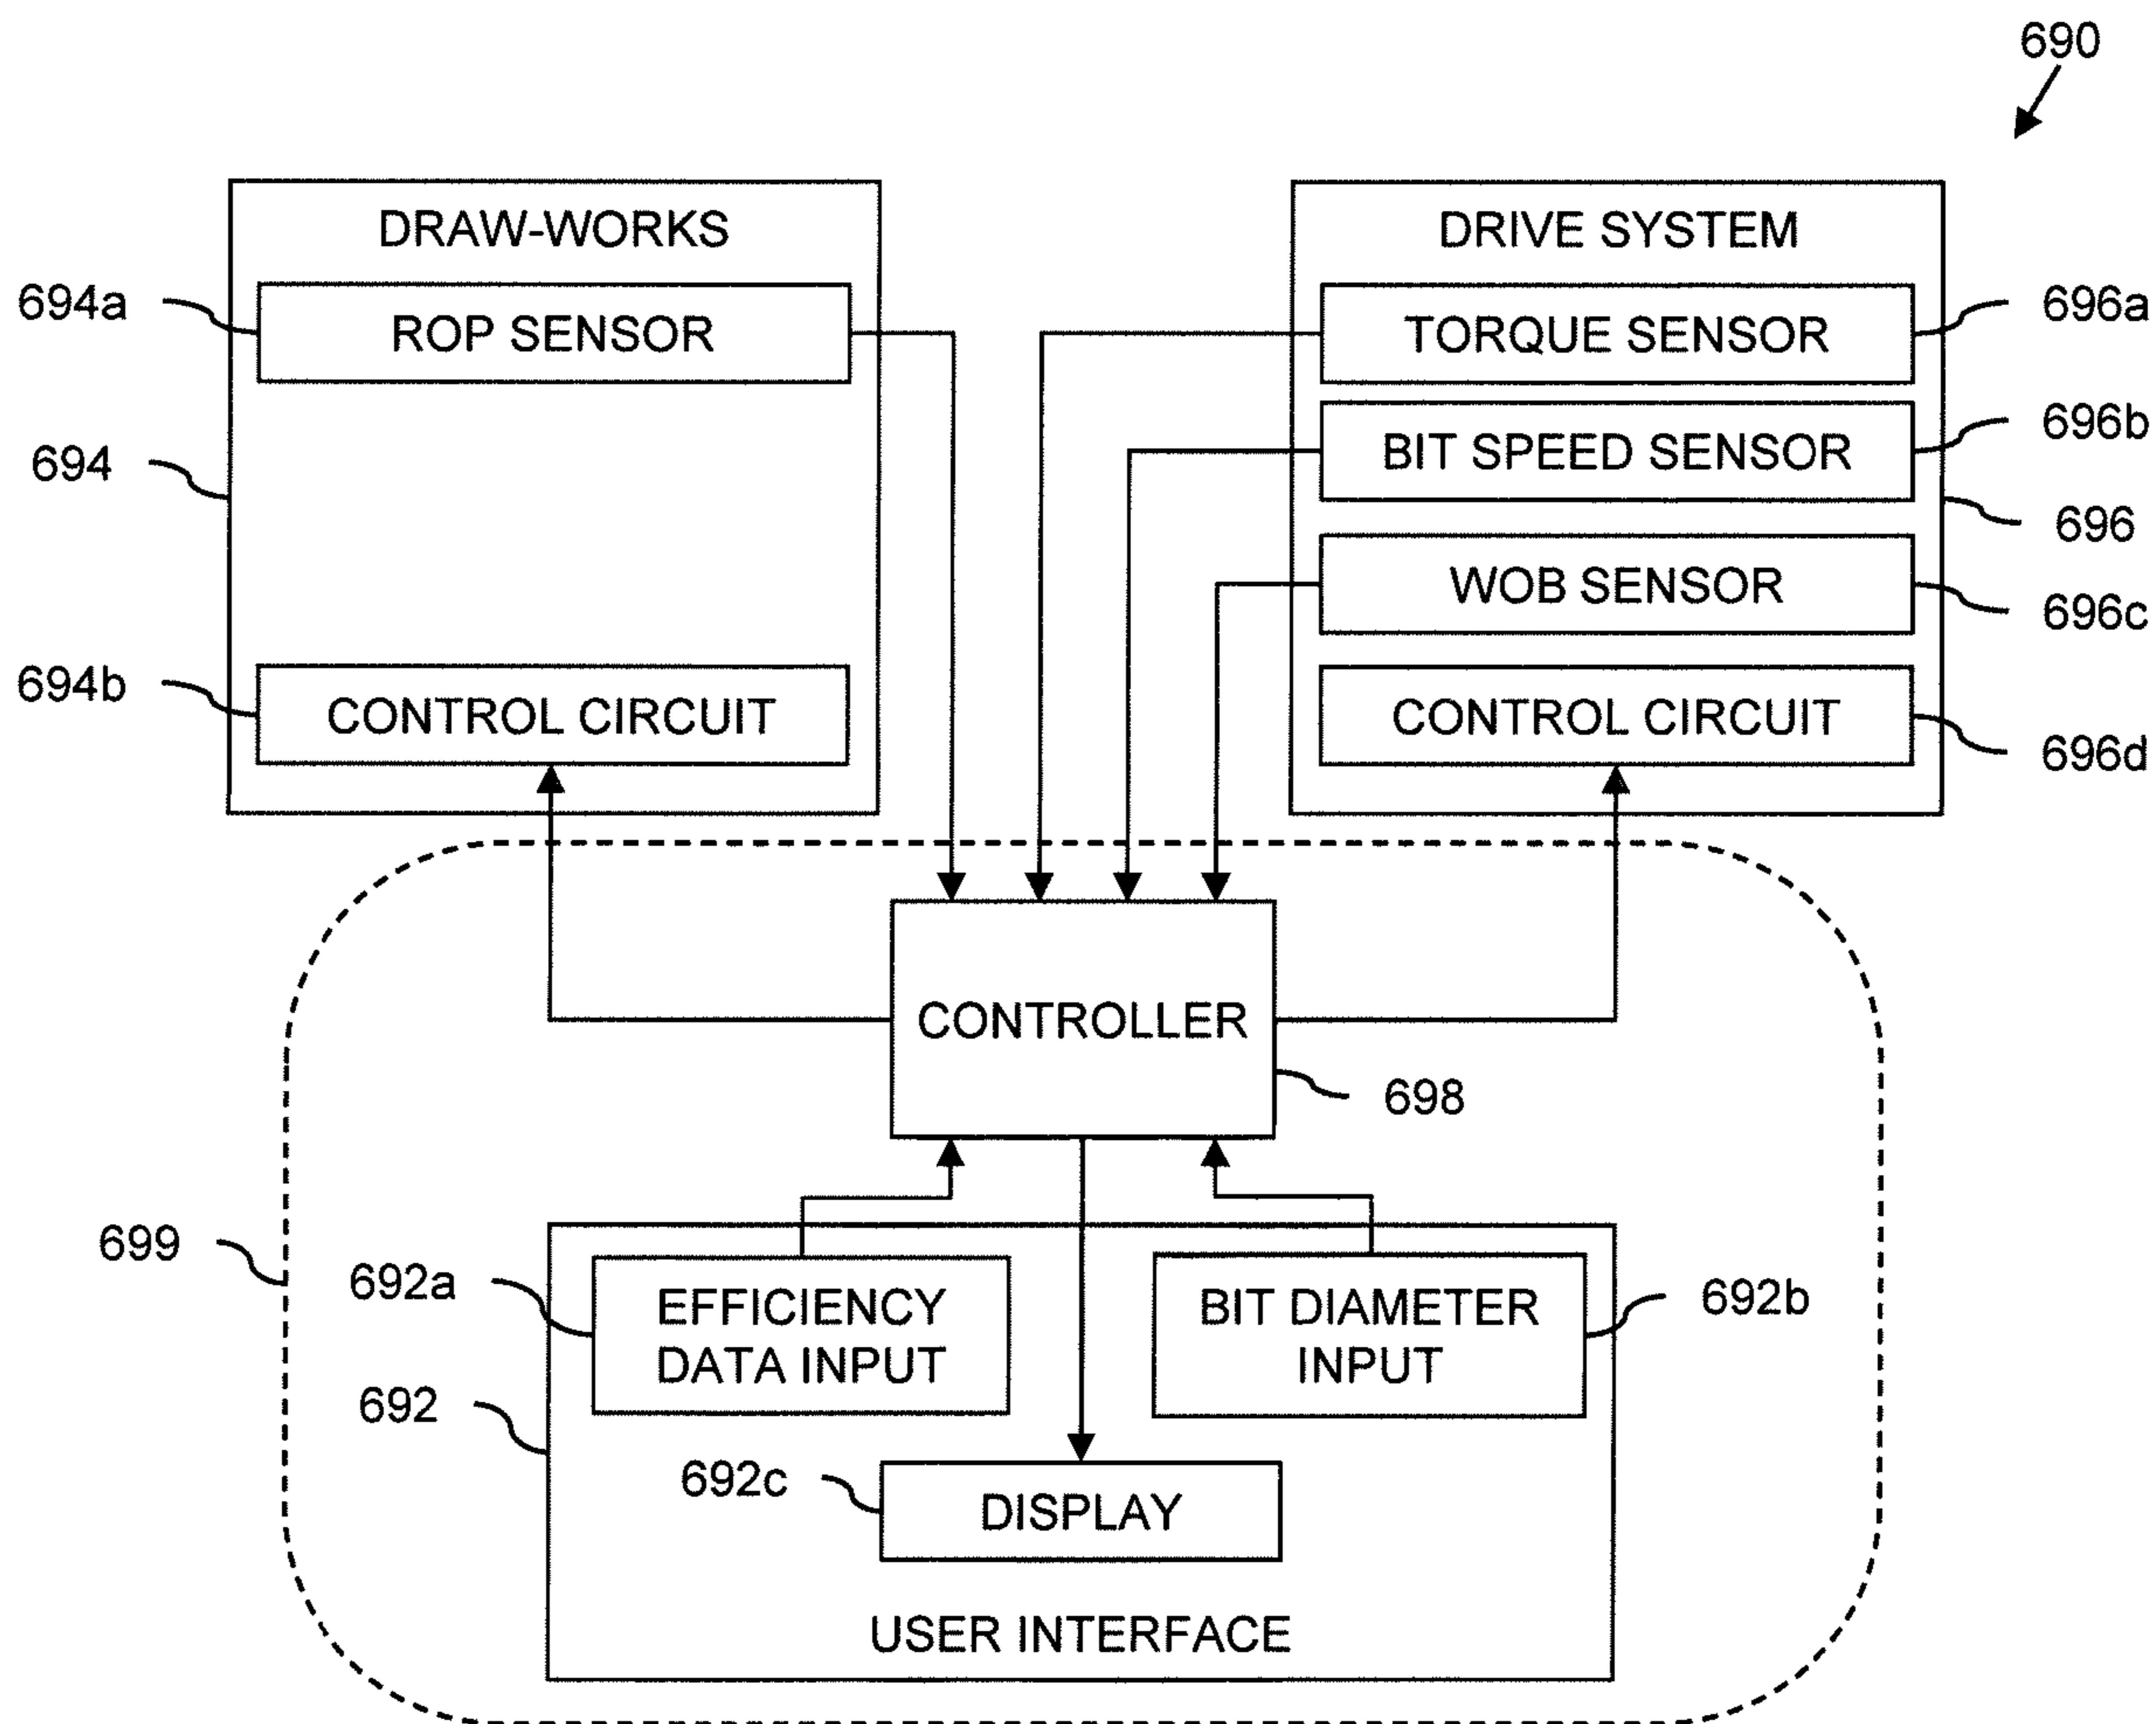 690
DRAW-WORKS
DRIVE SYSTEM
694a
ROP SENSOR
TORQUE SENSOR
696a
694
BIT SPEED SENSOR
696b
696
WOB SENSOR
696c
694b
CONTROL CIRCUIT
CONTROL CIRCUIT
696d
CONTROLLER
698
699
692a
EFFICIENCY
DATA INPUT
BIT DIAMETER
INPUT
692b
692
692c
DISPLAY
USER INTERFACE